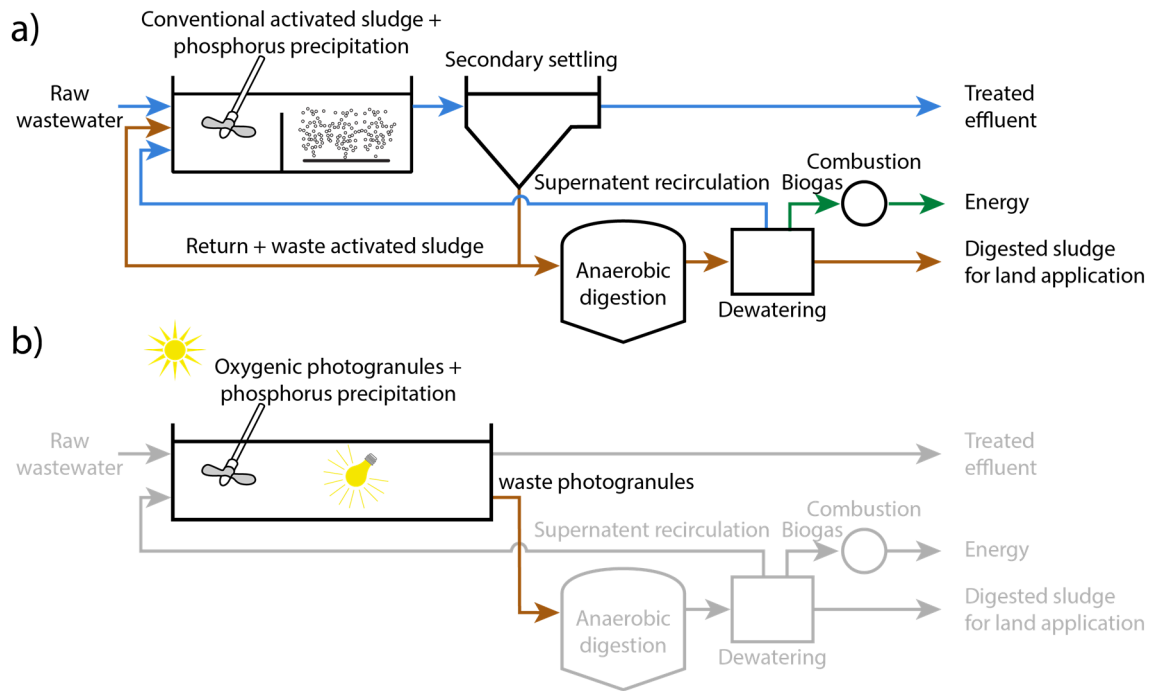 a)
Conventional activated sludge +
phosphorus precipitation
Secondary settling
Raw
wastewater
Treated
effluent
Combustion
Supernatent recirculation
Biogas
Energy
Return + waste activated sludge
Anaerobic
digestion
Digested sludge
for land application
Dewatering
b)
Oxygenic photogranules +
phosphorus precipitation
Raw
wastewater
Treated
effluent
waste photogranules
Combustion
Supernatent recirculation
Biogas
Energy
Anaerobic
digestion
Digested sludge
for land application
Dewatering